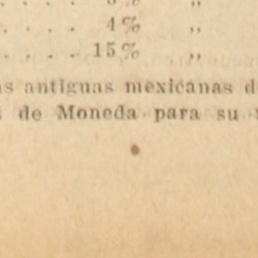 . . . . 4% „
. . . . 15% „
antiguas mexicanas
de Moneda para su